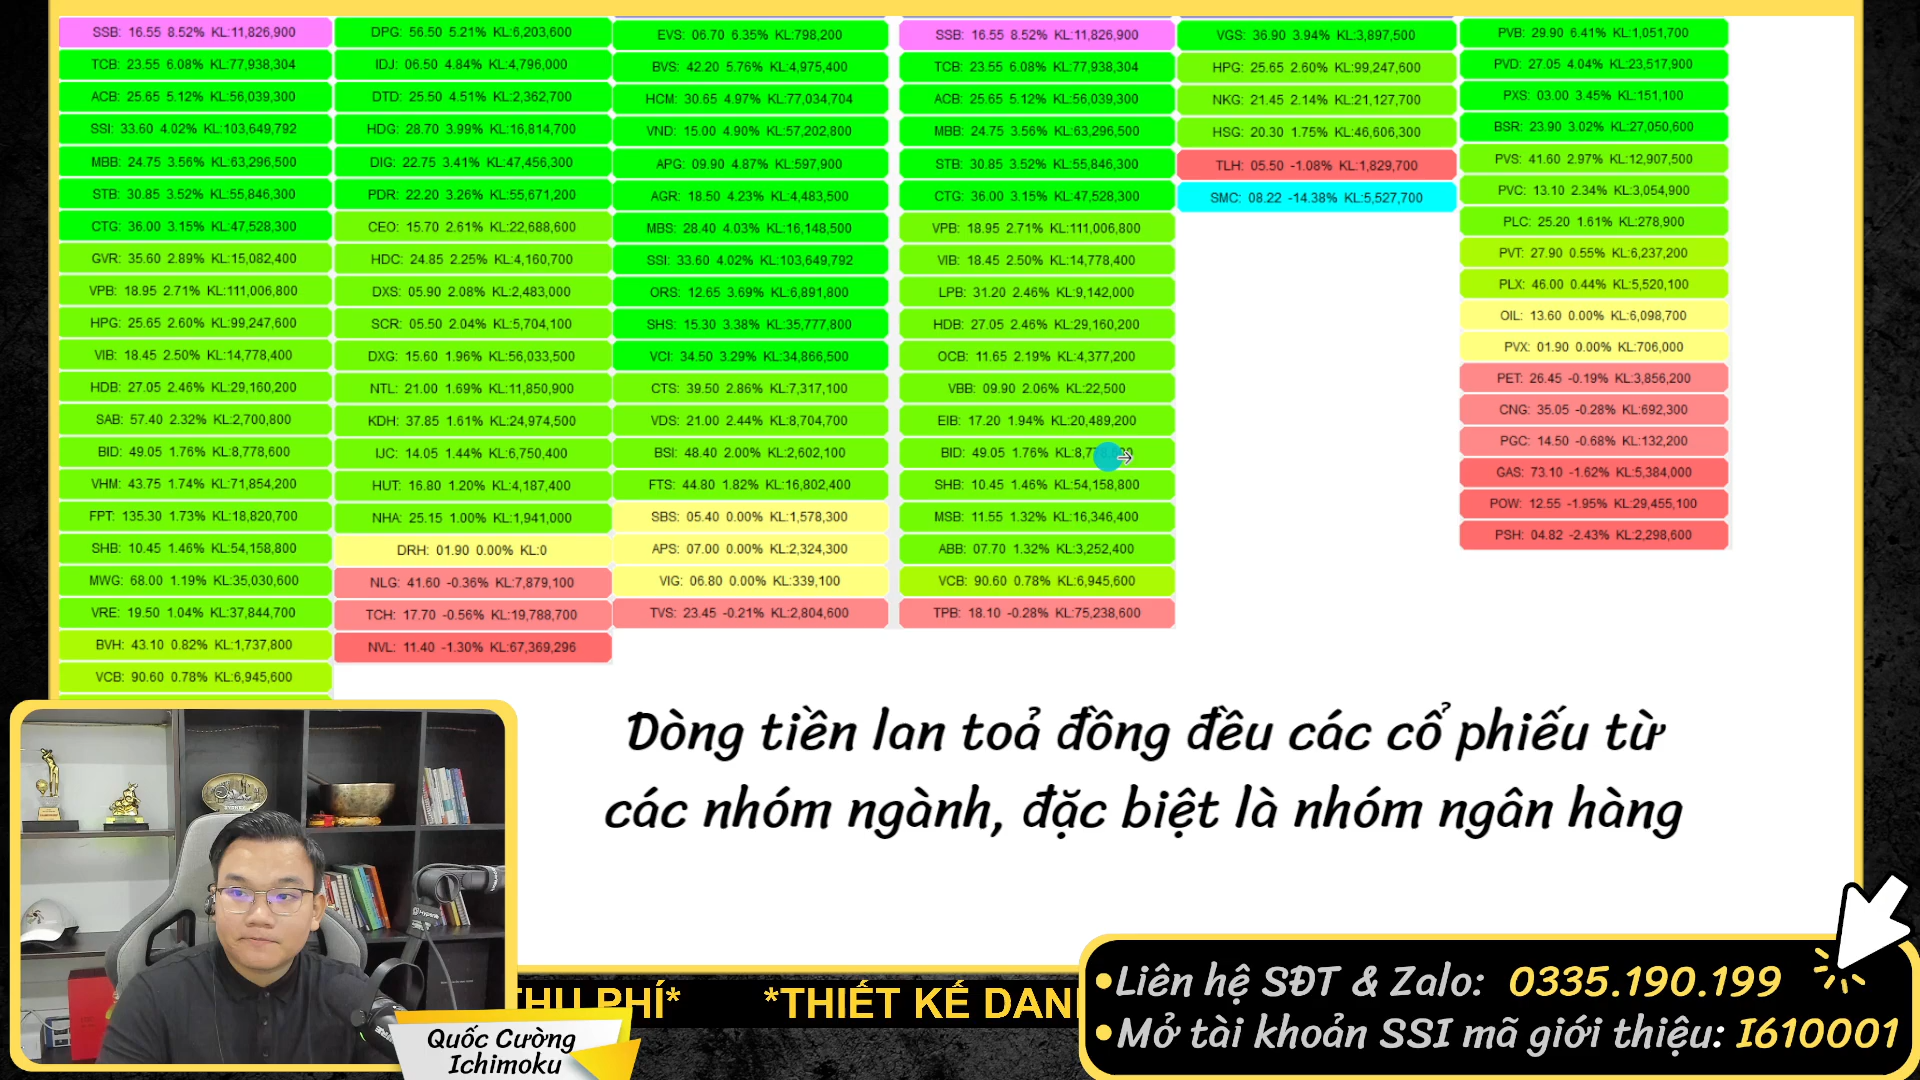 SSB: 16.55 8.52% KL:11,826,900
TCB: 23.55 6.08% KL:77,938,304
ACB: 25.65 5.12% KL:56,039,300
SSI: 33.60 4.02% KL:103,649,792
MBB: 24.75 3.56% KL:63,296,500
STB: 30.85 3.52% KL:55,846,300
CTG: 36.00 3.15% KL:47,528,300
GVR: 35.60 2.89% KL:15,082,400
VPB: 18.95 2.71% KL:111,006,800
HPG: 25.65 2.60% KL:99,247,600
VIB: 18.45 2.50% KL:14,778,400
HDB: 27.05 2.46% KL:29,160,200
SAB: 57.40 2.32% KL:2,700,800
BID: 49.05 1.76% KL:8,778,600
VHM: 43.75 1.74% KL:71,854,200
FPT: 135.30 1.73% KL:18,820,700
SHB: 10.45 1.46% KL:54,158,800
MWG: 68.00 1.19% KL:35,030,600
VRE: 19.50 1.04% KL:37,844,700
BVH: 43.10 0.82% KL:1,737,800
VCB: 90.60 0.78% KL:6,945,600
DPG: 56.50 5.21% KL:6,203,600
IDJ: 06.50 4.84% KL:4,796,000
DTD: 25.50 4.51% KL:2,362,700
HDG: 28.70 3.99% KL:16,814,700
DIG: 22.75 3.41% KL:47,456,300
PDR: 22.20 3.26% KL:55,671,200
CEO: 15.70 2.61% KL:22,688,600
HDC: 24.85 2.25% KL:4,160,700
DXS: 05.90 2.08% KL:2,483,000
SCR: 05.50 2.04% KL:5,704,100
DXG: 15.60 1.96% KL:56,033,500
NTL: 21.00 1.69% KL:11,850,900
KDH: 37.85 1.61% KL:24,974,500
IJC: 14.05 1.44% KL:6,750,400
HUT: 16.80 1.20% KL:4,187,400
NHA: 25.15 1.00% KL:1,941,000
DRH: 01.90 0.00% KL:0
NLG: 41.60 -0.36% KL:7,879,100
TCH: 17.70 -0.56% KL:19,788,700
NVL: 11.40 -1.30% KL:67,369,296
EVS: 06.70 6.35% KL:798,200
BVS: 42.20 5.76% KL:4,975,400
HCM: 30.65 4.97% KL:77,034,704
VND: 15.00 4.90% KL:57,202,800
APG: 09.90 4.87% KL:597,900
AGR: 18.50 4.23% KL:4,483,500
MBS: 28.40 4.03% KL:16,148,500
SSI: 33.60 4.02% KL:103,649,792
ORS: 12.65 3.69% KL:6,891,800
SHS: 15.30 3.38% KL:35,777,800
VCI: 34.50 3.29% KL:34,866,500
CTS: 39.50 2.86% KL:7,317,100
VDS: 21.00 2.44% KL:8,704,700
BSI: 48.40 2.00% KL:2,602,100
FTS: 44.80 1.82% KL:16,802,400
SBS: 05.40 0.00% KL:1,578,300
APS: 07.00 0.00% KL:2,324,300
VIG: 06.80 0.00% KL:339,100
TVS: 23.45 -0.21% KL:2,804,600
SSB: 16.55 8.52% KL:11,826,900
TCB: 23.55 6.08% KL:77,938,304
ACB: 25.65 5.12% KL:56,039,300
MBB: 24.75 3.56% KL:63,296,500
STB: 30.85 3.52% KL:55,846,300
CTG: 36.00 3.15% KL:47,528,300
VPB: 18.95 2.71% KL:111,006,800
VIB: 18.45 2.50% KL:14,778,400
LPB: 31.20 2.46% KL:9,142,000
HDB: 27.05 2.46% KL:29,160,200
OCB: 11.65 2.19% KL:4,377,200
VBB: 09.90 2.06% KL:22,500
EIB: 17.20 1.94% KL:20,489,200
BID: 49.05 1.76%
SHB: 10.45 1.46% KL:54,158,800
MSB: 11.55 1.32% KL:16,346,400
ABB: 07.70 1.32% KL:3,252,400
VCB: 90.60 0.78% KL:6,945,600
TPB: 18.10 -0.28% KL:75,238,600
VGS: 36.90 3.94% KL:3,897,500
HPG: 25.65 2.60% KL:99,247,600
NKG: 21.45 2.14% KL:21,127,700
HSG: 20.30 1.75% KL:46,606,300
TLH: 05.50 -1.08% KL:1,829,700
SMC: 08.22 -14.38% KL:5,527,700
PVB: 29.90 6.41% KL:1,051,700
PVD: 27.05 4.04% KL:23,517,900
PXS: 03.00 3.45% KL:151,100
BSR: 23.90 3.02% KL:27,050,600
PVS: 41.60 2.97% KL:12,907,500
PVC: 13.10 2.34% KL:3,054,900
PLC: 25.20 1.61% KL:278,900
PVT: 27.90 0.55% KL:6,237,200
PLX: 46.00 0.44% KL:5,520,100
OIL: 13.60 0.00% KL:6,098,700
PVX: 01.90 0.00% KL:706,000
PET: 26.45 -0.19% KL:3,856,200
CNG: 35.05 -0.28% KL:692,300
PGC: 14.50 -0.68% KL:132,200
GAS: 73.10 -1.62% KL:5,384,000
POW: 12.55 -1.95% KL:29,455,100
PSH: 04.82 -2.43% KL:2,298,600
Dòng tiền lan toả đồng đều các cổ phiếu từ
các nhóm ngành, đặc biệt là nhóm ngân hàng
THU PHÍ* *THIẾT KẾ DAN
Quốc Cường
Ichimoku
•Liên hệ SĐT & Zalo: 0335.190.199
•Mở tài khoản SSI mã giới thiệu: I610001